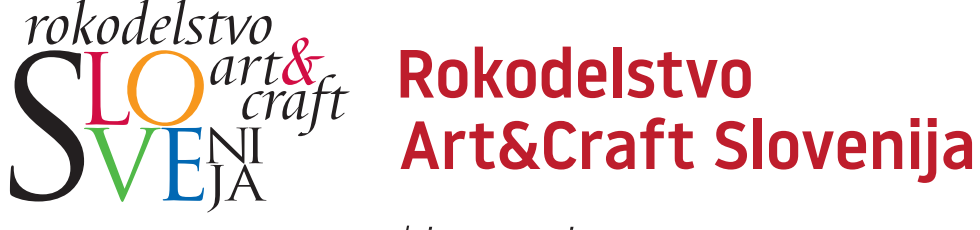 rokodelstvo
art&
craft
SLO
VENI
JA
Rokodelstvo
Art&Craft Slovenija